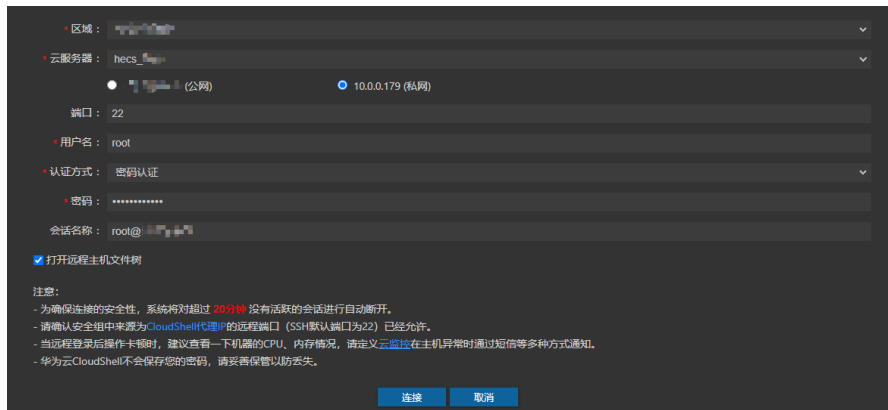 * 区域：
* 云服务器： hecs_
(公网) 10.0.0.179 (私网)
端口： 22
* 用户名： root
* 认证方式： 密码认证
* 密码： ••••••••••••
会话名称： root@
打开远程主机文件树
注意：
- 为确保连接的安全性，系统将对超过 20分钟 没有活跃的会话进行自动断开。
- 请确认安全组中来源为CloudShell代理IP的远程端口（SSH默认端口为22）已经允许。
- 当远程登录后操作卡顿时，建议查看一下机器的CPU、内存情况，请定义云监控在主机异常时通过短信等多种方式通知。
- 华为云CloudShell不会保存您的密码，请妥善保管以防丢失。
连接 取消